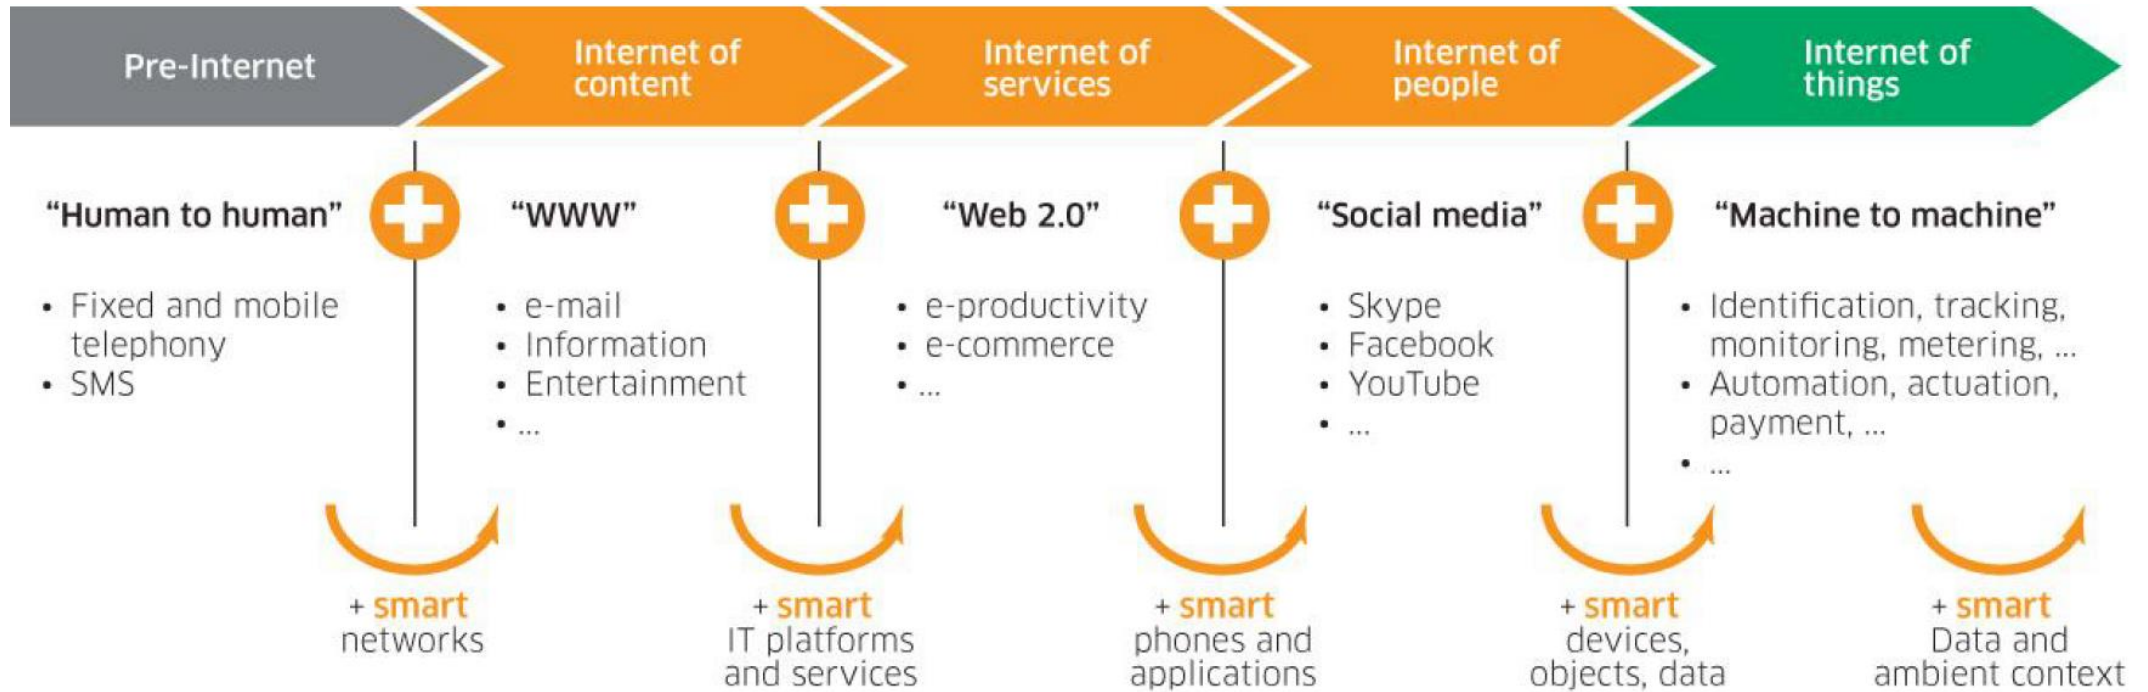 Pre-Internet
Internet of
content
Internet of
services
Internet of
people
Internet of
things
“Human to human”
“WWW”
“Web 2.0”
“Social media”
“Machine to machine”
• Fixed and mobile
telephony
• SMS
• e-mail
• Information
• Entertainment
• ...
• e-productivity
• e-commerce
• ...
• Skype
• Facebook
• YouTube
• ...
• Identification, tracking,
monitoring, metering, ...
• Automation, actuation,
payment, ...
• ...
+ smart
networks
+ smart
IT platforms
and services
+ smart
phones and
applications
+ smart
devices,
objects, data
+ smart
Data and
ambient context